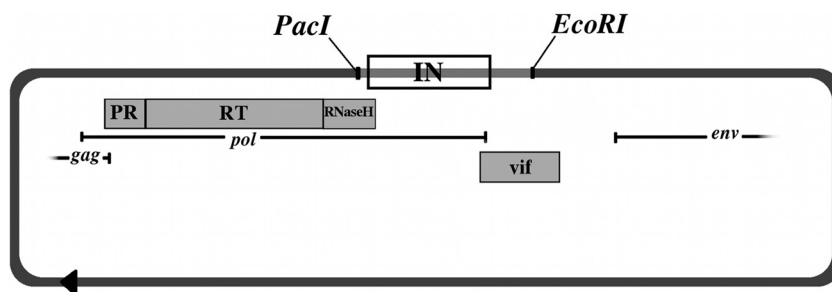 PacI
EcoRI
IN
PR
RT
RNaseH
pol
env
gag
vif